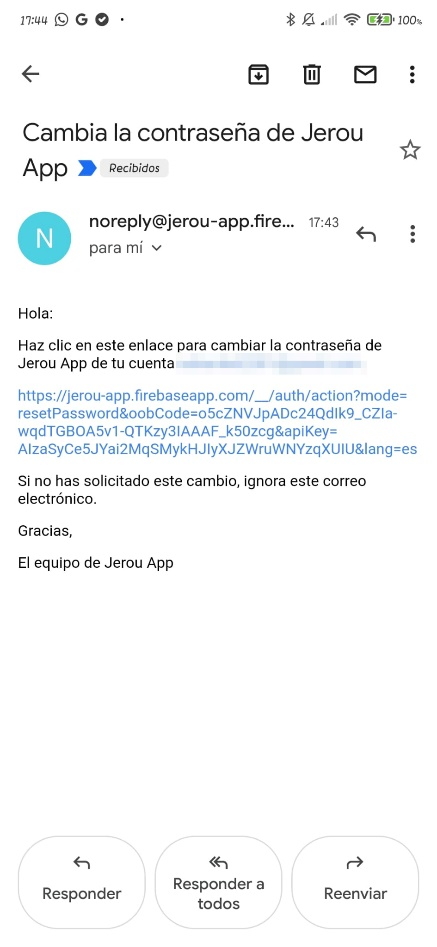 17:44
100%
Cambia la contraseña de Jerou
App Recibidos
N
noreply@jerou-app.fire... 17:43
para mí
Hola:
Haz clic en este enlace para cambiar la contraseña de
Jerou App de tu cuenta
https://jerou-app.firebaseapp.com/__/auth/action?mode=
resetPassword&oobCode=o5cZNVJpADc24QdIk9_CZIa-
wqdTGBOA5v1-QTKzy3IAAAF_k50zcg&apiKey=
AIzaSyCe5JYai2MqSMykHJIyXJZWruWNYzqXUIU&lang=es
Si no has solicitado este cambio, ignora este correo
electrónico.
Gracias,
El equipo de Jerou App
Responder
Responder a
todos
Reenviar